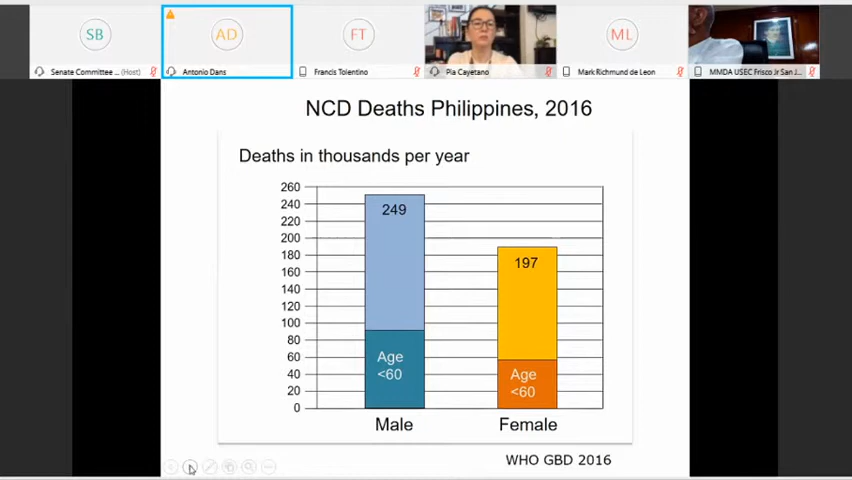 SB
AD
FT
ML
Senate Committee ... (Host)
Antonio Dans
Francis Tolentino
Pia Cayetano
Mark Richmund de Leon
MMDA USEC Frisco Jr San J...
NCD Deaths Philippines, 2016
Deaths in thousands per year
260
240
220
200
180
160
140
120
100
80
60
40
20
0
249
197
Age
<60
Age
<60
Male
Female
WHO GBD 2016